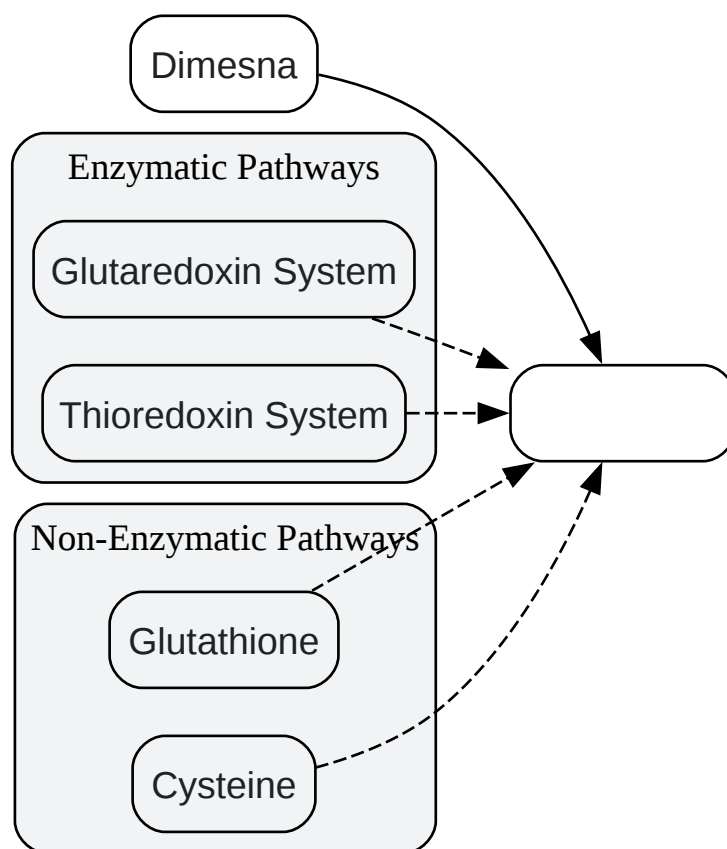 Dimesna
Enzymatic Pathways
Glutaredoxin System
Thioredoxin System
Non-Enzymatic Pathways
Glutathione
Cysteine